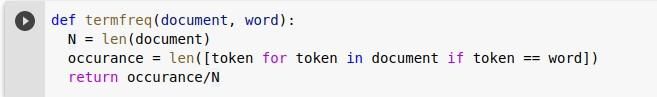 def termfreq(document, word):
  N = len(document)
  occurance = len([token for token in document if token == word])
  return occurance/N